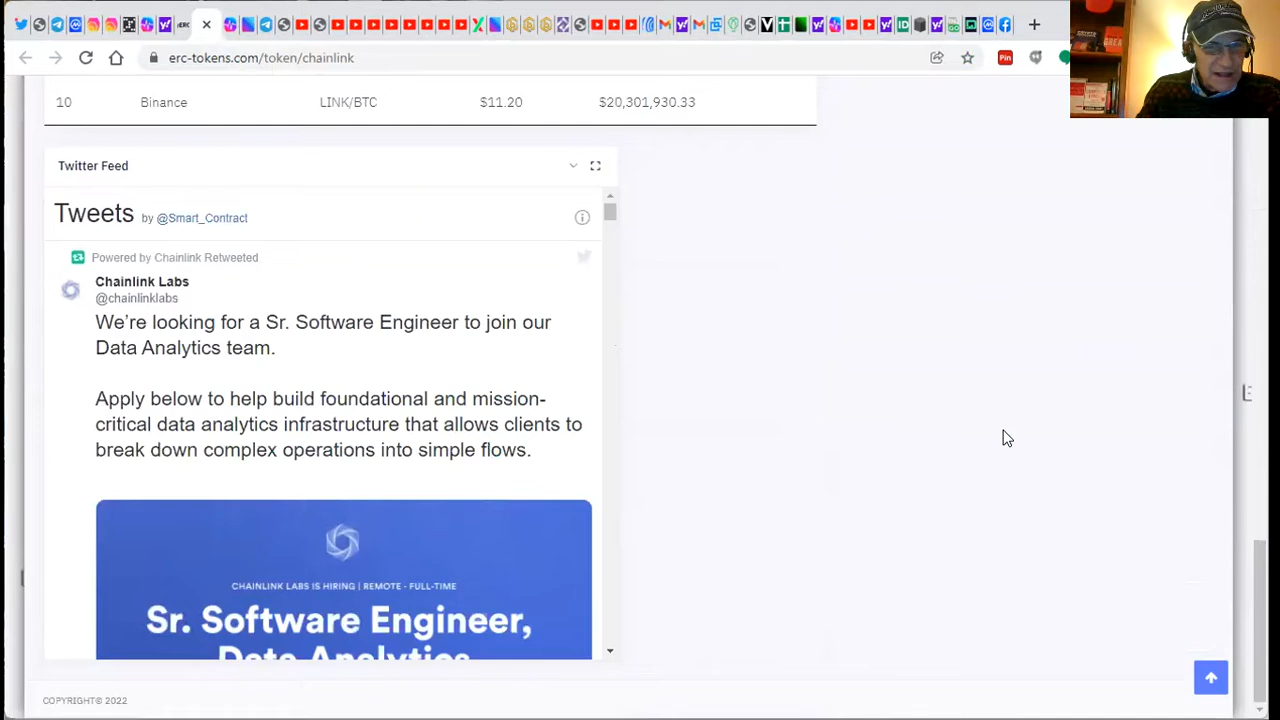 erc-tokens.com/token/chainlink
Pin
10 Binance LINK/BTC $11.20 $20,301,930.33
Twitter Feed
Tweets by @Smart_Contract
Powered by Chainlink Retweeted
Chainlink Labs
@chainlinklabs
We’re looking for a Sr. Software Engineer to join our
Data Analytics team.
Apply below to help build foundational and mission-
critical data analytics infrastructure that allows clients to
break down complex operations into simple flows.
CHAINLINK LABS IS HIRING | REMOTE - FULL-TIME
Sr. Software Engineer,
Data Analytics
COPYRIGHT© 2022